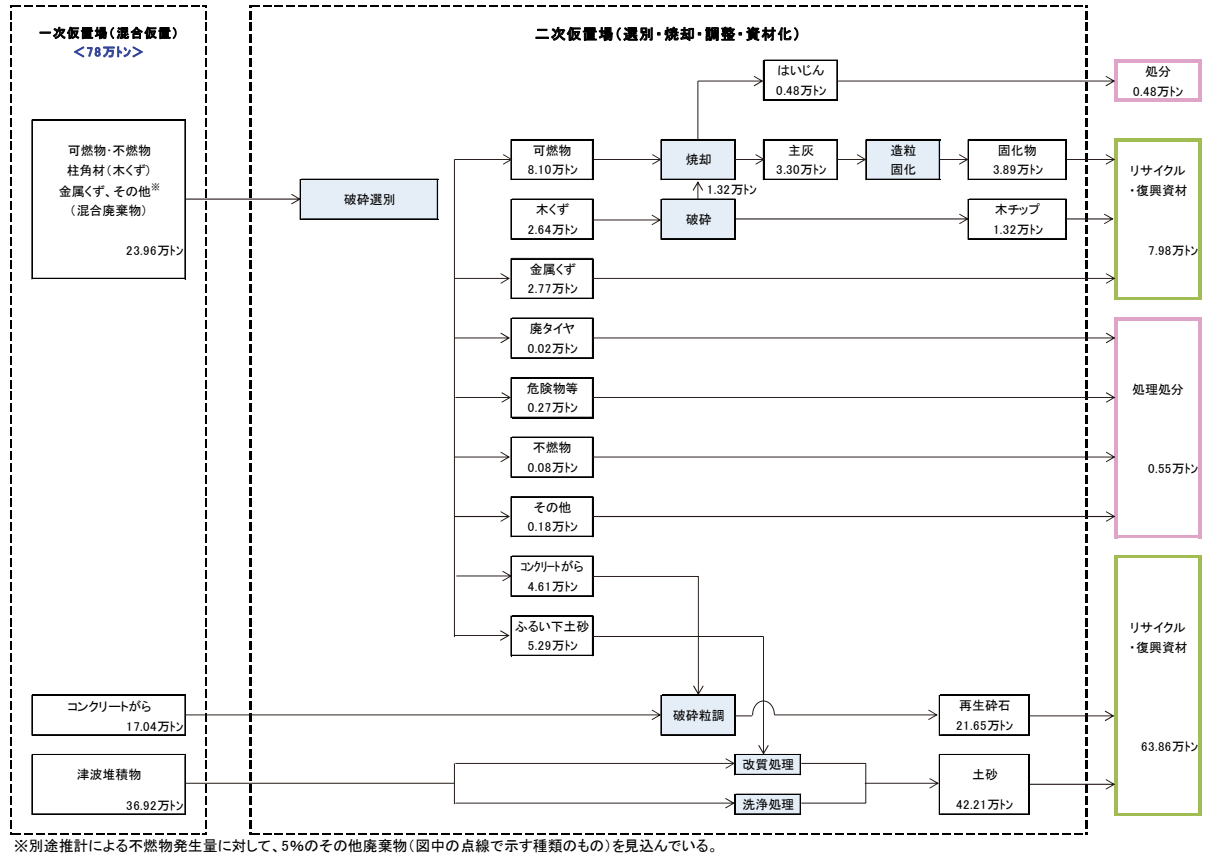 一次仮置場(混合仮置)
<78万トン>
二次仮置場(選別・焼却・調整・資材化)
はいじん
0.48万トン
処分
0.48万トン
可燃物・不燃物
柱角材(木くず)
金属くず、その他※
(混合廃棄物)
23.96万トン
破砕選別
可燃物
8.10万トン
焼却
主灰
3.30万トン
造粒
固化
固化物
3.89万トン
リサイクル
・復興資材
7.98万トン
1.32万トン
木くず
2.64万トン
破砕
木チップ
1.32万トン
金属くず
2.77万トン
廃タイヤ
0.02万トン
危険物等
0.27万トン
処理処分
0.55万トン
不燃物
0.08万トン
その他
0.18万トン
コンクリートがら
4.61万トン
ふるい下土砂
5.29万トン
リサイクル
・復興資材
63.86万トン
コンクリートがら
17.04万トン
破砕粒調
再生砕石
21.65万トン
津波堆積物
36.92万トン
改質処理
洗浄処理
土砂
42.21万トン
※別途推計による不燃物発生量に対して、5%のその他廃棄物(図中の点線で示す種類のもの)を見込んでいる。